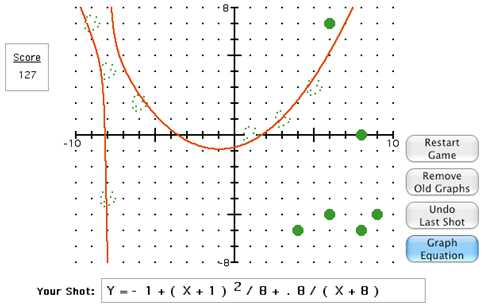 8
Score
127
-10
10
Restart
Game
Remove
Old Graphs
Undo
Last Shot
Graph
Equation
-8
Your Shot: Y = - 1 + ( X + 1 ) 2 / 8 + . 8 / ( X + 8 )